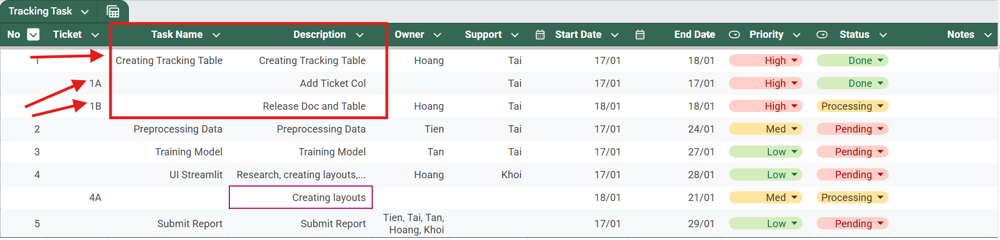 Tracking Task
No Ticket Task Name Description Owner Support Start Date End Date Priority Status Notes
1 Creating Tracking Table Creating Tracking Table Hoang Tai 17/01 18/01 High Done
1A Add Ticket Col Tai 17/01 17/01 High Done
1B Release Doc and Table Hoang Tai 18/01 18/01 High Processing
2 Preprocessing Data Preprocessing Data Tien Tai 17/01 24/01 Med Pending
3 Training Model Training Model Tan Tai 17/01 27/01 Low Pending
4 UI Streamlit Research, creating layouts,... Hoang Khoi 17/01 28/01 Low Pending
4A Creating layouts 18/01 21/01 Med Processing
5 Submit Report Submit Report Tien, Tai, Tan, 17/01 29/01 Low Pending
Hoang, Khoi